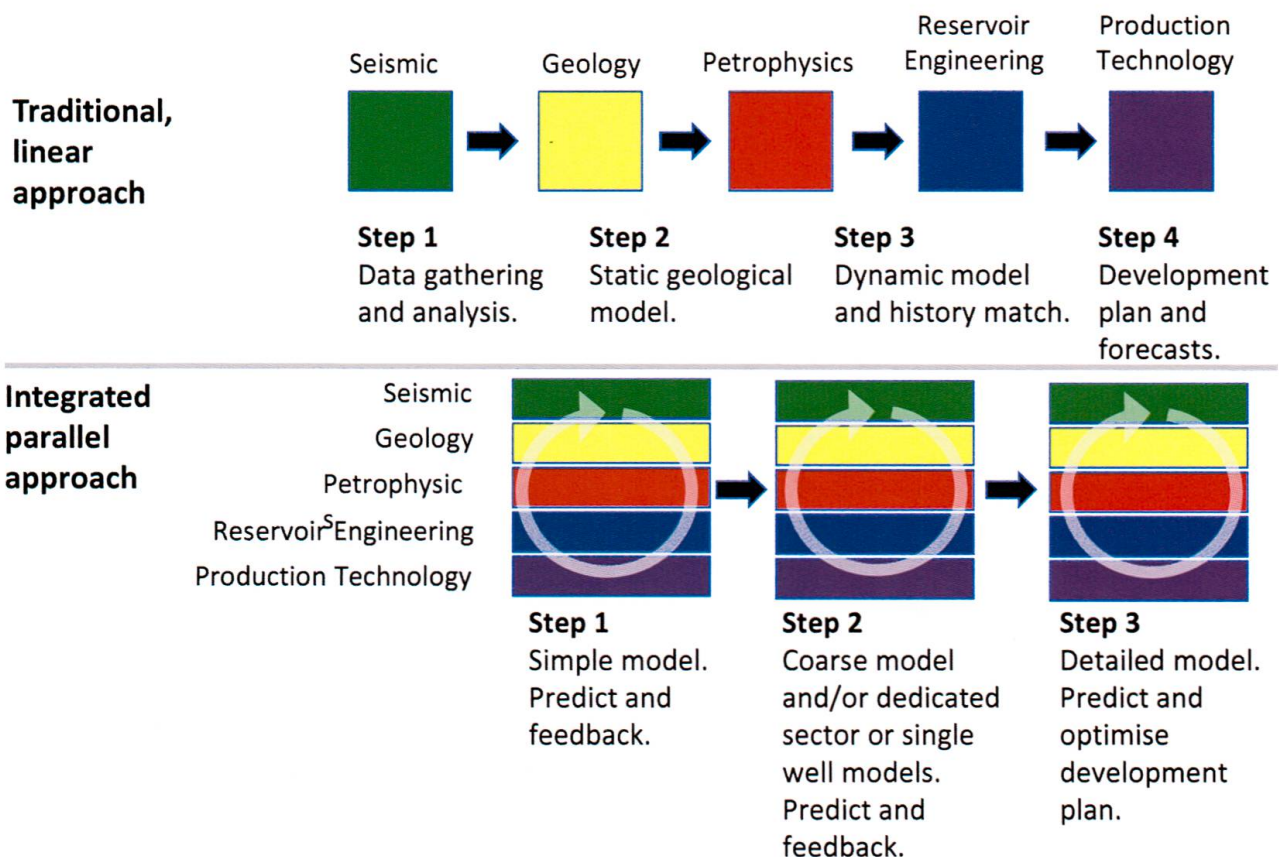 Seismic
Geology
Petrophysics
Reservoir
Engineering
Production
Technology
Traditional,
linear
approach
Step 1
Data gathering
and analysis.
Step 2
Static geological
model.
Step 3
Dynamic model
and history match.
Step 4
Development
plan and
forecasts.
Integrated
parallel
approach
Seismic
Geology
Petrophysic
s
Reservoir Engineering
Production Technology
Step 1
Simple model.
Predict and
feedback.
Step 2
Coarse model
and/or dedicated
sector or single
well models.
Predict and
feedback.
Step 3
Detailed model.
Predict and
optimise
development
plan.